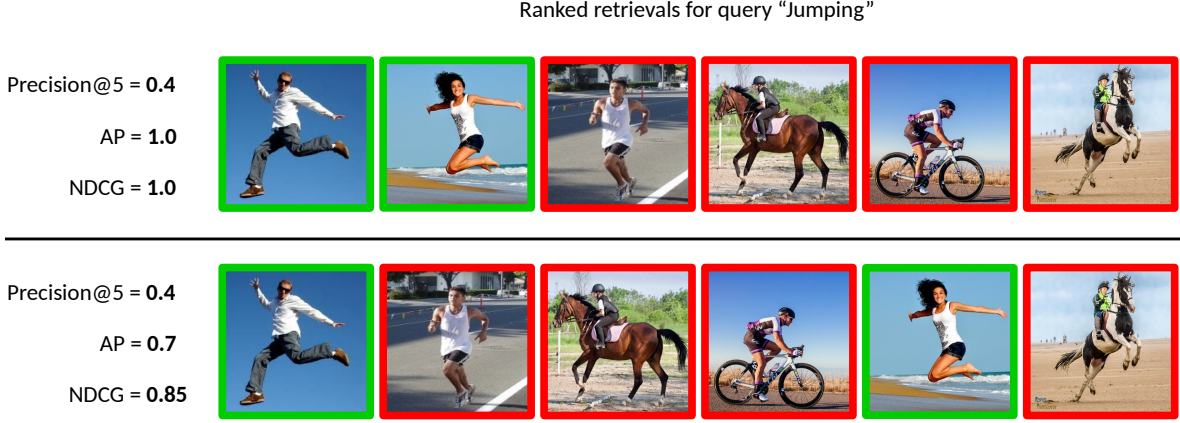 Ranked retrievals for query “Jumping”
Precision@5 = 0.4
AP = 1.0
NDCG = 1.0
Precision@5 = 0.4
AP = 0.7
NDCG = 0.85